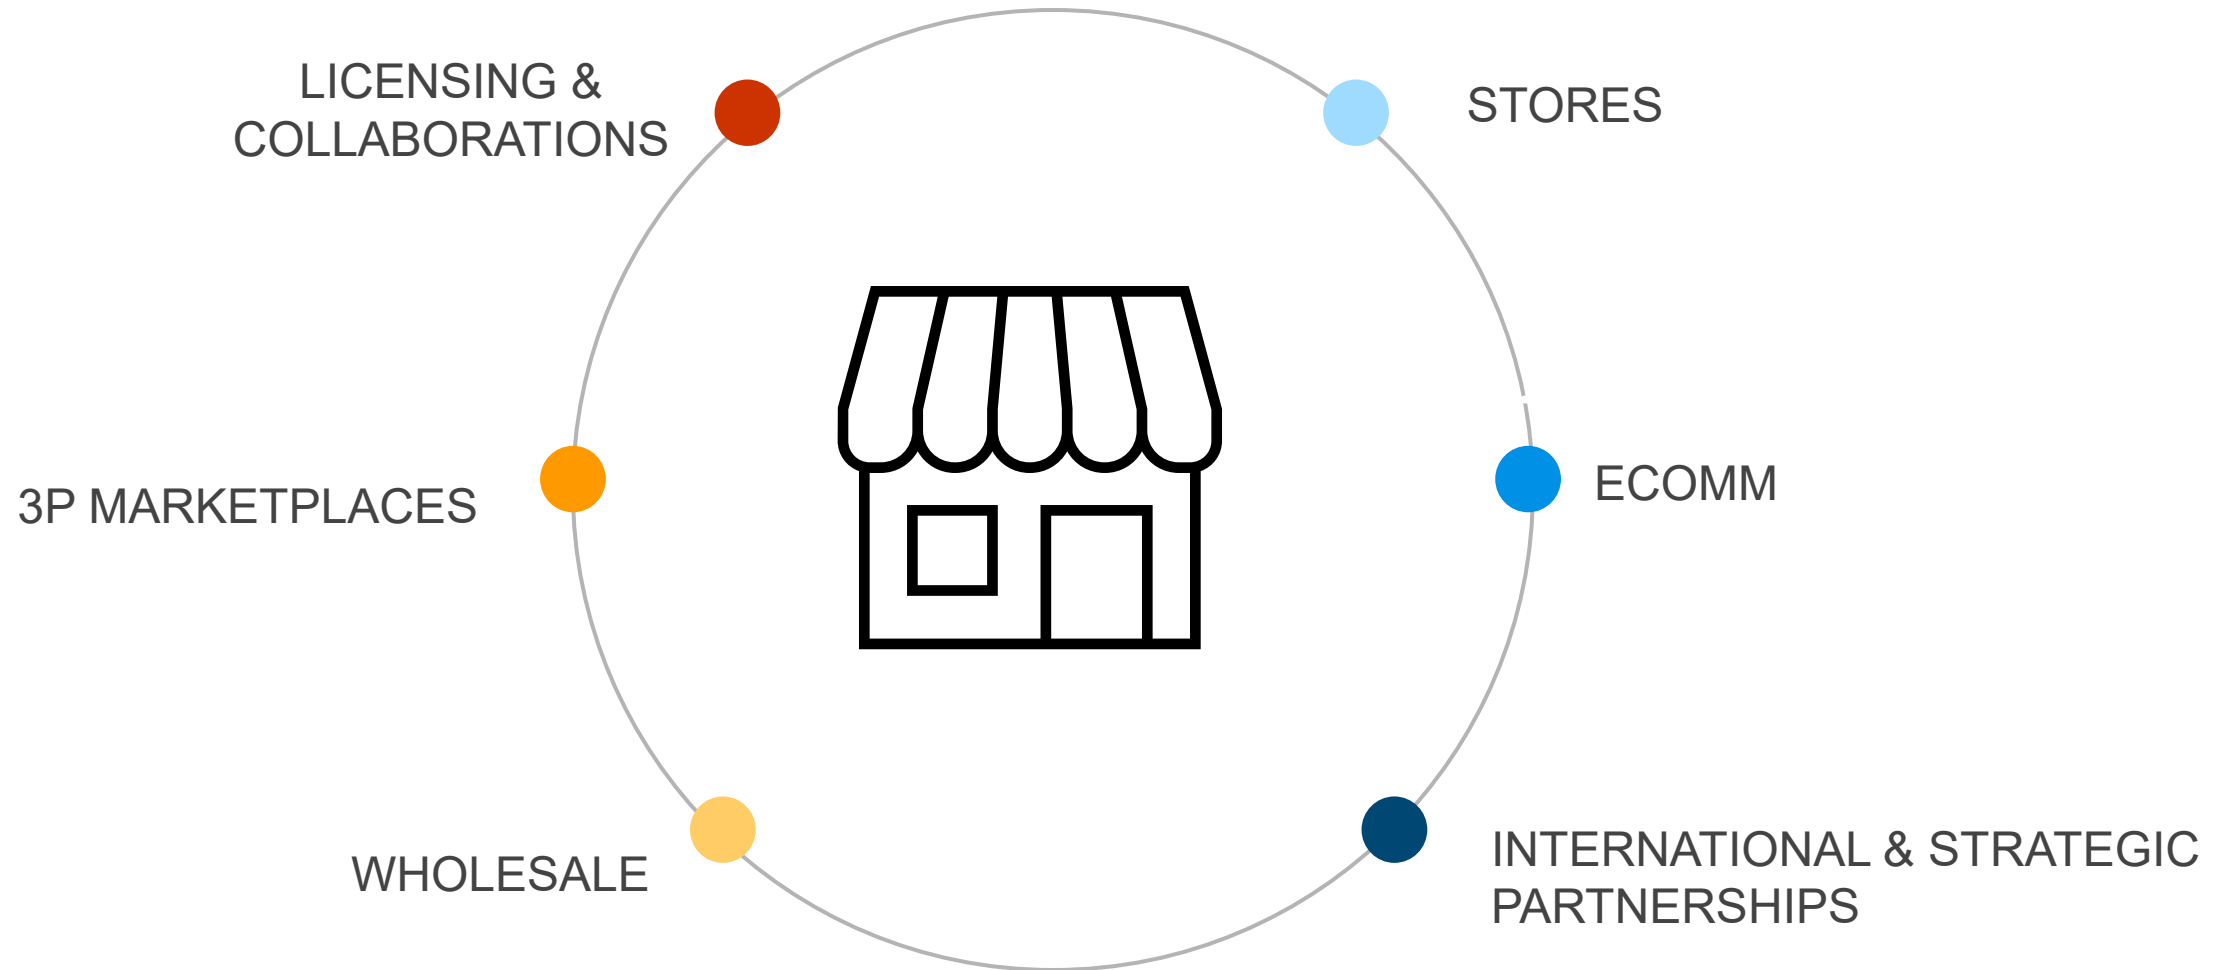 LICENSING &
COLLABORATIONS
STORES
3P MARKETPLACES
ECOMM
WHOLESALE
INTERNATIONAL & STRATEGIC
PARTNERSHIPS